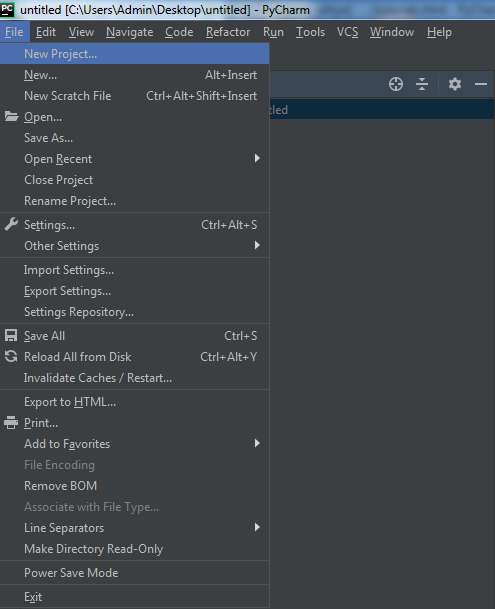 PC untitled [C:\Users\Admin\Desktop\untitled] - PyCharm
File Edit View Navigate Code Refactor Run Tools VCS Window Help
New Project...
New... Alt+Insert
New Scratch File Ctrl+Alt+Shift+Insert
Open...
Save As...
Open Recent
Close Project
Rename Project...
Settings... Ctrl+Alt+S
Other Settings
Import Settings...
Export Settings...
Settings Repository...
Save All Ctrl+S
Reload All from Disk Ctrl+Alt+Y
Invalidate Caches / Restart...
Export to HTML...
Print...
Add to Favorites
File Encoding
Remove BOM
Associate with File Type...
Line Separators
Make Directory Read-Only
Power Save Mode
Exit
tled